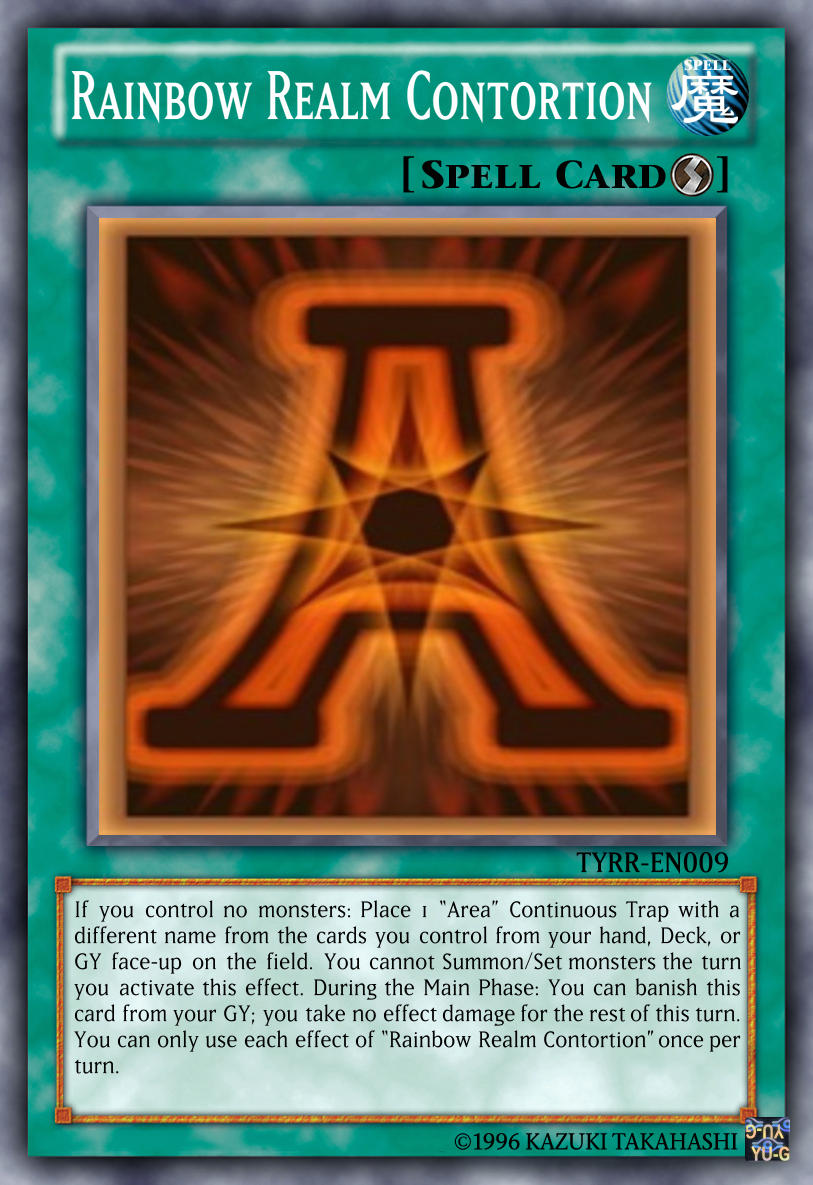 Rainbow Realm Contortion
SPELL
魔
[Spell Card]
A
TYRR-EN009
If you control no monsters: Place 1 "Area" Continuous Trap with a
different name from the cards you control from your hand, Deck, or
GY face-up on the field. You cannot Summon/Set monsters the turn
you activate this effect. During the Main Phase: You can banish this
card from your GY; you take no effect damage for the rest of this turn.
You can only use each effect of "Rainbow Realm Contortion" once per
turn.
©1996 KAZUKI TAKAHASHI
YU-G
YU-G